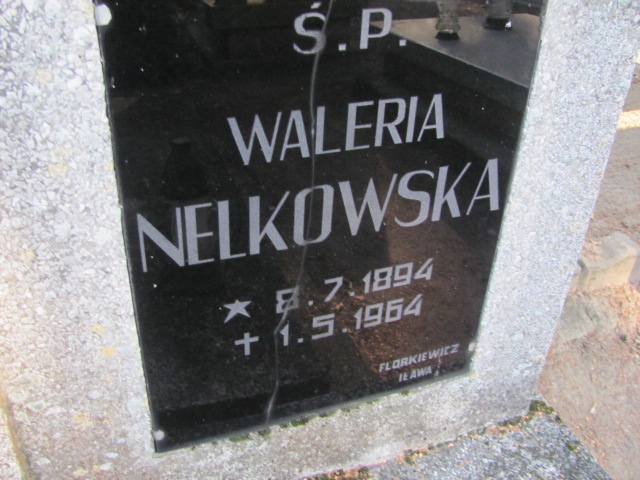 Ś.P.
WALERIA
NELKOWSKA
★ 8.7.1894
+ 1.5.1964
FLORKIEWICZ
IŁAWA